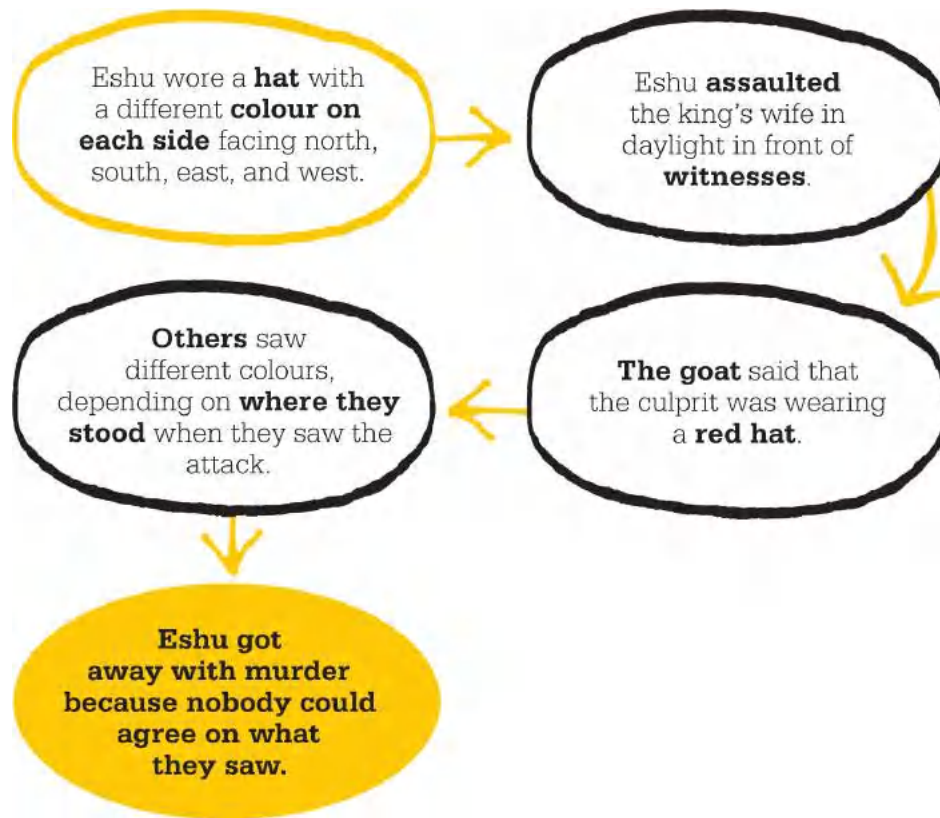 Eshu wore a hat with
a different colour on
each side facing north,
south, east, and west.
Eshu assaulted
the king's wife in
daylight in front of
witnesses.
The goat said that
the culprit was wearing
a red hat.
Others saw
different colours,
depending on where they
stood when they saw the
attack.
Eshu got
away with murder
because nobody could
agree on what
they saw.